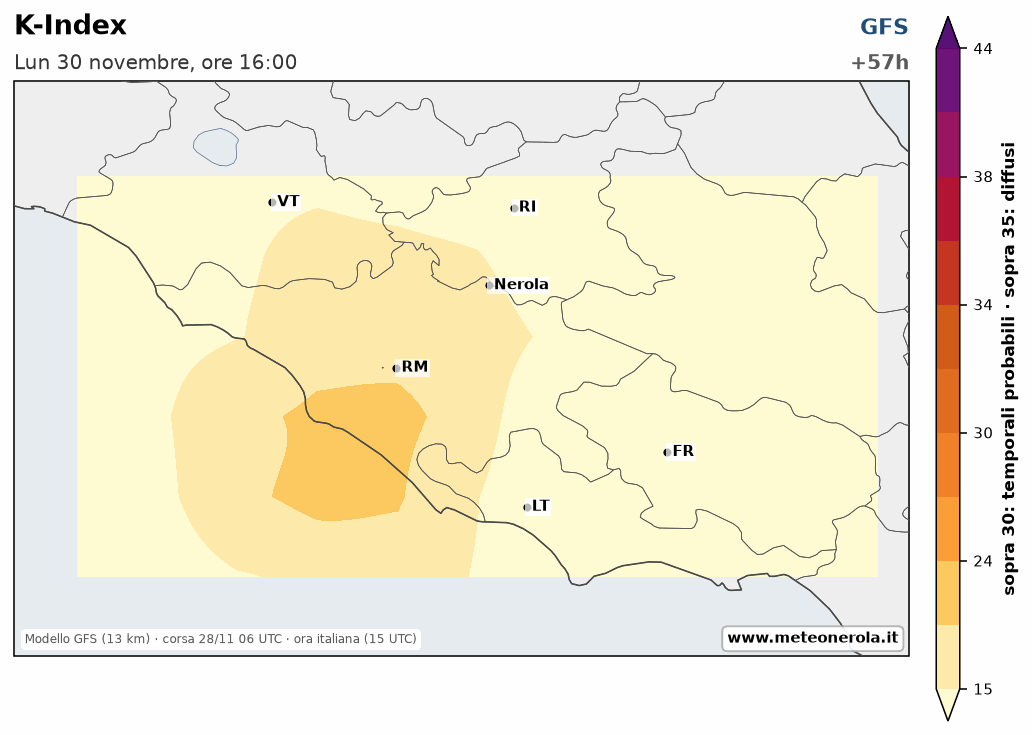 K-Index
GFS
Lun 30 novembre, ore 16:00
+57h
VT
RI
Nerola
RM
FR
LT
44
38
34
30
24
15
sopra 30: temporali probabili · sopra 35: diffusi
Modello GFS (13 km) · corsa 28/11 06 UTC · ora italiana (15 UTC)
www.meteonerola.it